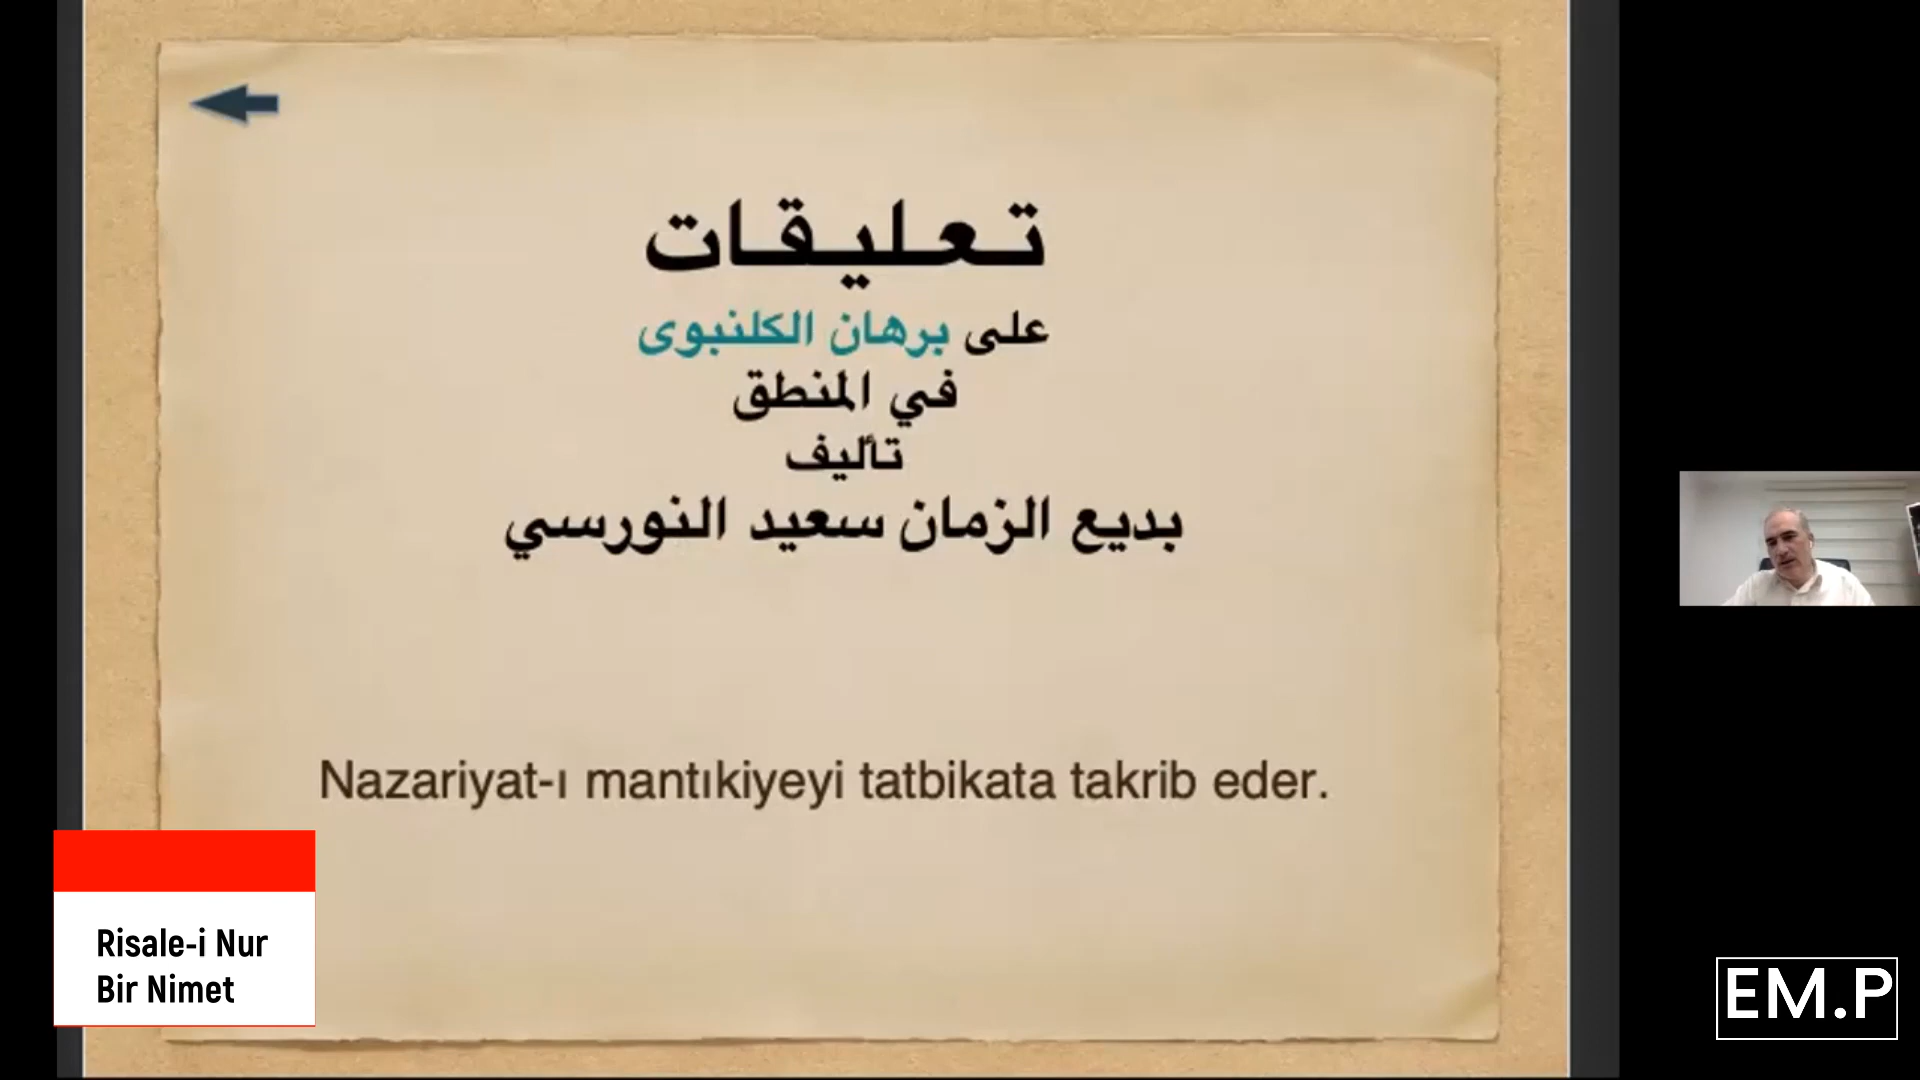 تعليقات
على برهان الكلنبوى
في المنطق
تأليف
بديع الزمان سعيد النورسي
Nazariyat-ı mantıkiyeyi tatbikata takrib eder.
Risale-i Nur
Bir Nimet
EM.P